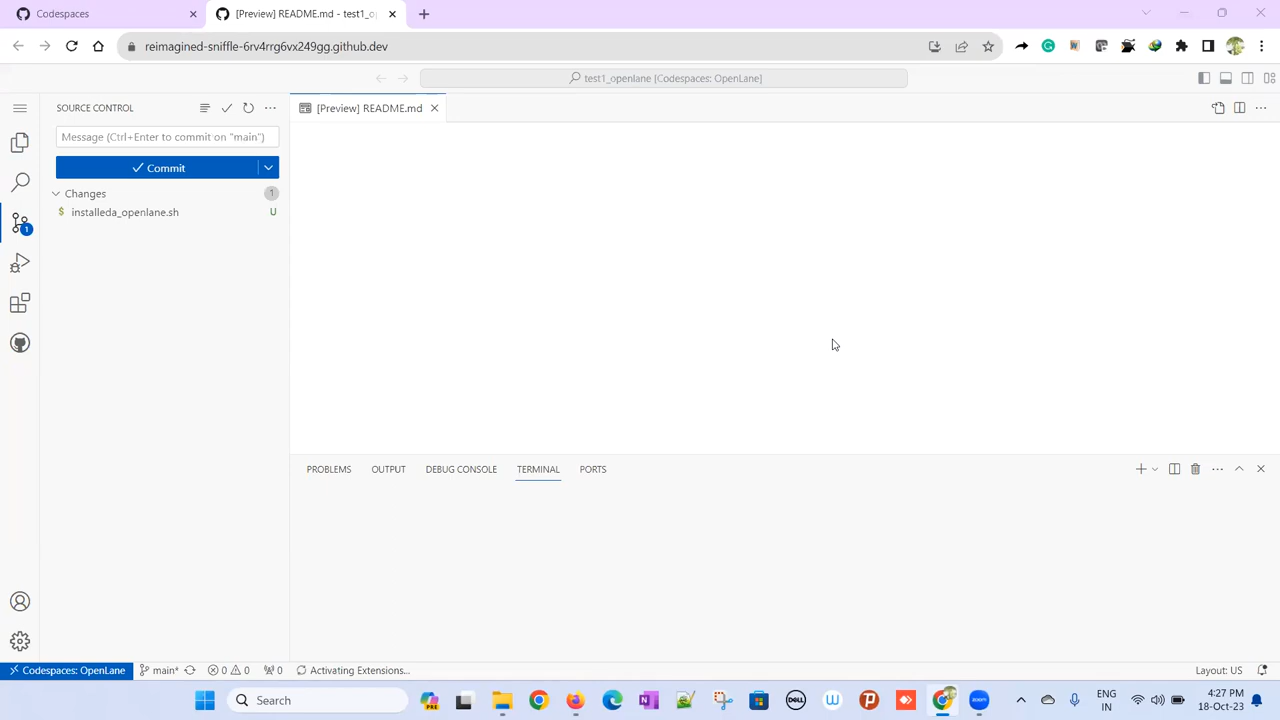 Codespaces
[Preview] README.md - test1_o
reimagined-sniffle-6rv4rrg6vx249gg.github.dev
test1_openlane [Codespaces: OpenLane]
SOURCE CONTROL
[Preview] README.md
Message (Ctrl+Enter to commit on "main")
Commit
Changes
1
$ installeda_openlane.sh
U
1
PROBLEMS
OUTPUT
DEBUG CONSOLE
TERMINAL
PORTS
Codespaces: OpenLane
main*
0
0
0
Activating Extensions...
Layout: US
Search
ENG
IN
4:27 PM
18-Oct-23